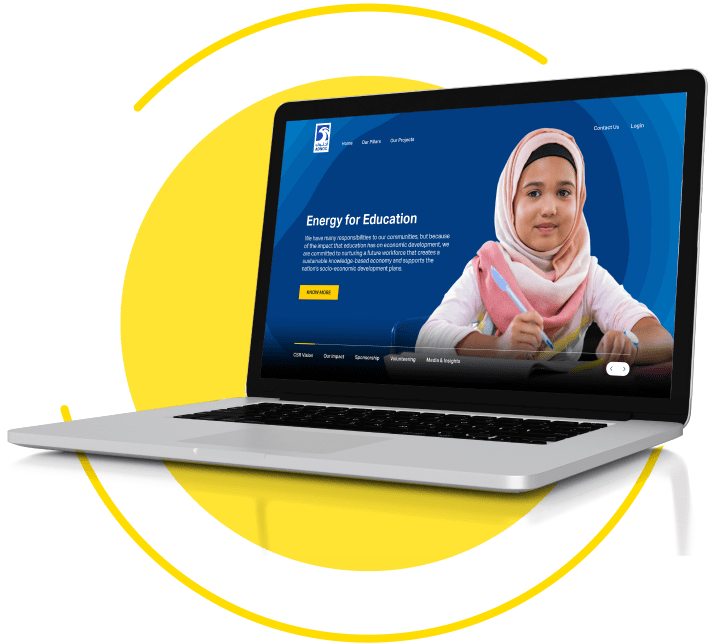 أدنوك
ADNOC
Home
Our Pillars
Our Projects
Contact Us
Login
Energy for Education
We have many responsibilities to our communities, but because
of the impact that education has on economic development, we
are committed to nurturing a future workforce that creates a
sustainable knowledge-based economy and supports the
nation's socio-economic development plans.
KNOW MORE
CSR Vision
Our Impact
Sponsorship
Volunteering
Media & Insights